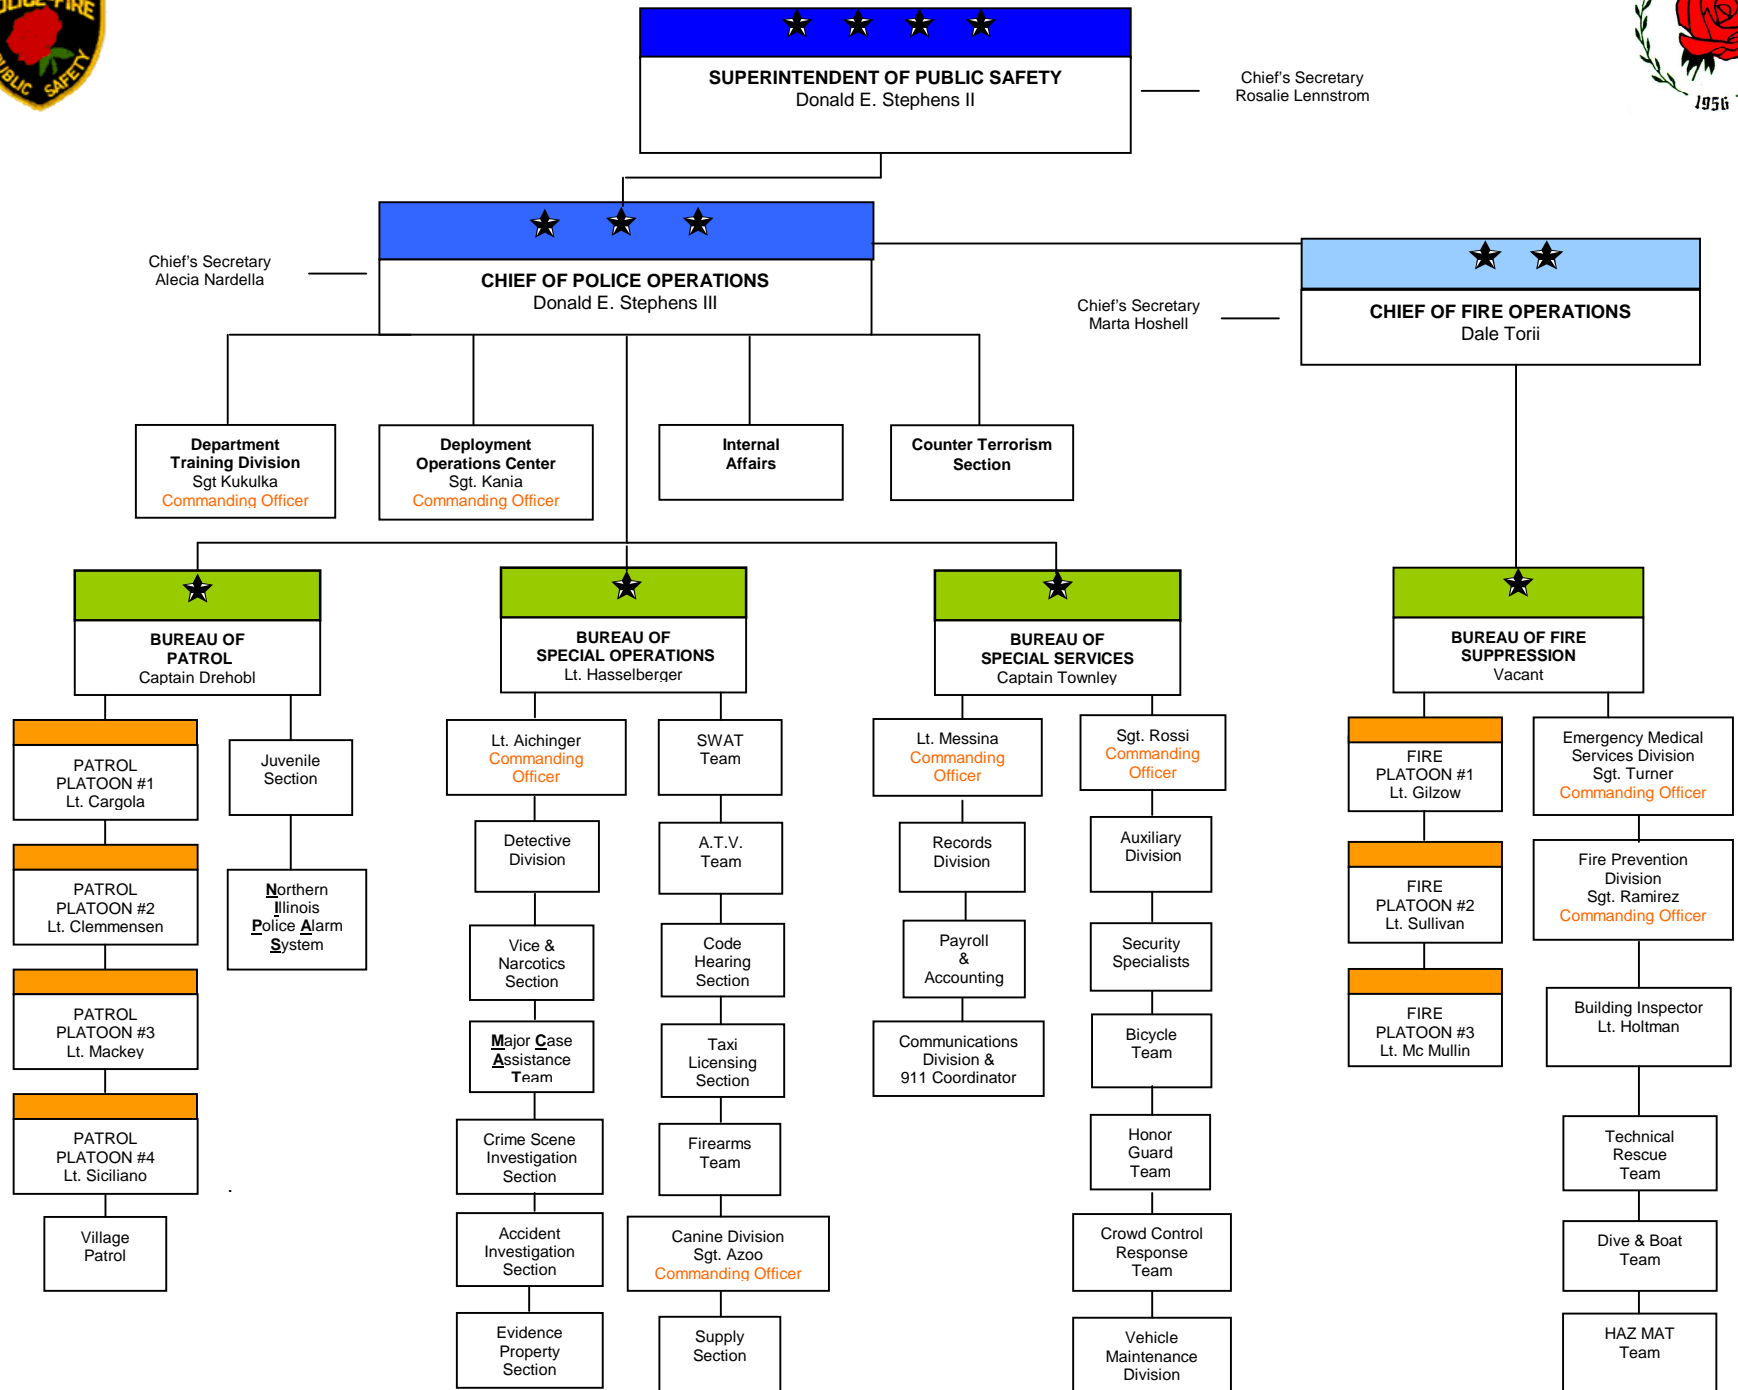 POLICE-FIRE
PUBLIC SAFETY
1956
SUPERINTENDENT OF PUBLIC SAFETY
Donald E. Stephens II
Chief's Secretary
Rosalie Lennstrom
Chief's Secretary
Alecia Nardella
CHIEF OF POLICE OPERATIONS
Donald E. Stephens III
Chief's Secretary
Marta Hoshell
CHIEF OF FIRE OPERATIONS
Dale Torii
Department
Training Division
Sgt Kukulka
Commanding Officer
Deployment
Operations Center
Sgt. Kania
Commanding Officer
Internal
Affairs
Counter Terrorism
Section
BUREAU OF
PATROL
Captain Drehobl
BUREAU OF
SPECIAL OPERATIONS
Lt. Hasselberger
BUREAU OF
SPECIAL SERVICES
Captain Townley
BUREAU OF FIRE
SUPPRESSION
Vacant
PATROL
PLATOON #1
Lt. Cargola
PATROL
PLATOON #2
Lt. Clemmensen
PATROL
PLATOON #3
Lt. Mackey
PATROL
PLATOON #4
Lt. Siciliano
Village
Patrol
Juvenile
Section
Northern
Illinois
Police Alarm
System
Lt. Aichinger
Commanding
Officer
Detective
Division
Vice &
Narcotics
Section
Major Case
Assistance
Team
Crime Scene
Investigation
Section
Accident
Investigation
Section
Evidence
Property
Section
SWAT
Team
A.T.V.
Team
Code
Hearing
Section
Taxi
Licensing
Section
Firearms
Team
Canine Division
Sgt. Azoo
Commanding Officer
Supply
Section
Lt. Messina
Commanding
Officer
Records
Division
Payroll
&
Accounting
Communications
Division &
911 Coordinator
Sgt. Rossi
Commanding
Officer
Auxiliary
Division
Security
Specialists
Bicycle
Team
Honor
Guard
Team
Crowd Control
Response
Team
Vehicle
Maintenance
Division
FIRE
PLATOON #1
Lt. Gilzow
FIRE
PLATOON #2
Lt. Sullivan
FIRE
PLATOON #3
Lt. Mc Mullin
Emergency Medical
Services Division
Sgt. Turner
Commanding Officer
Fire Prevention
Division
Sgt. Ramirez
Commanding Officer
Building Inspector
Lt. Holtman
Technical
Rescue
Team
Dive & Boat
Team
HAZ MAT
Team